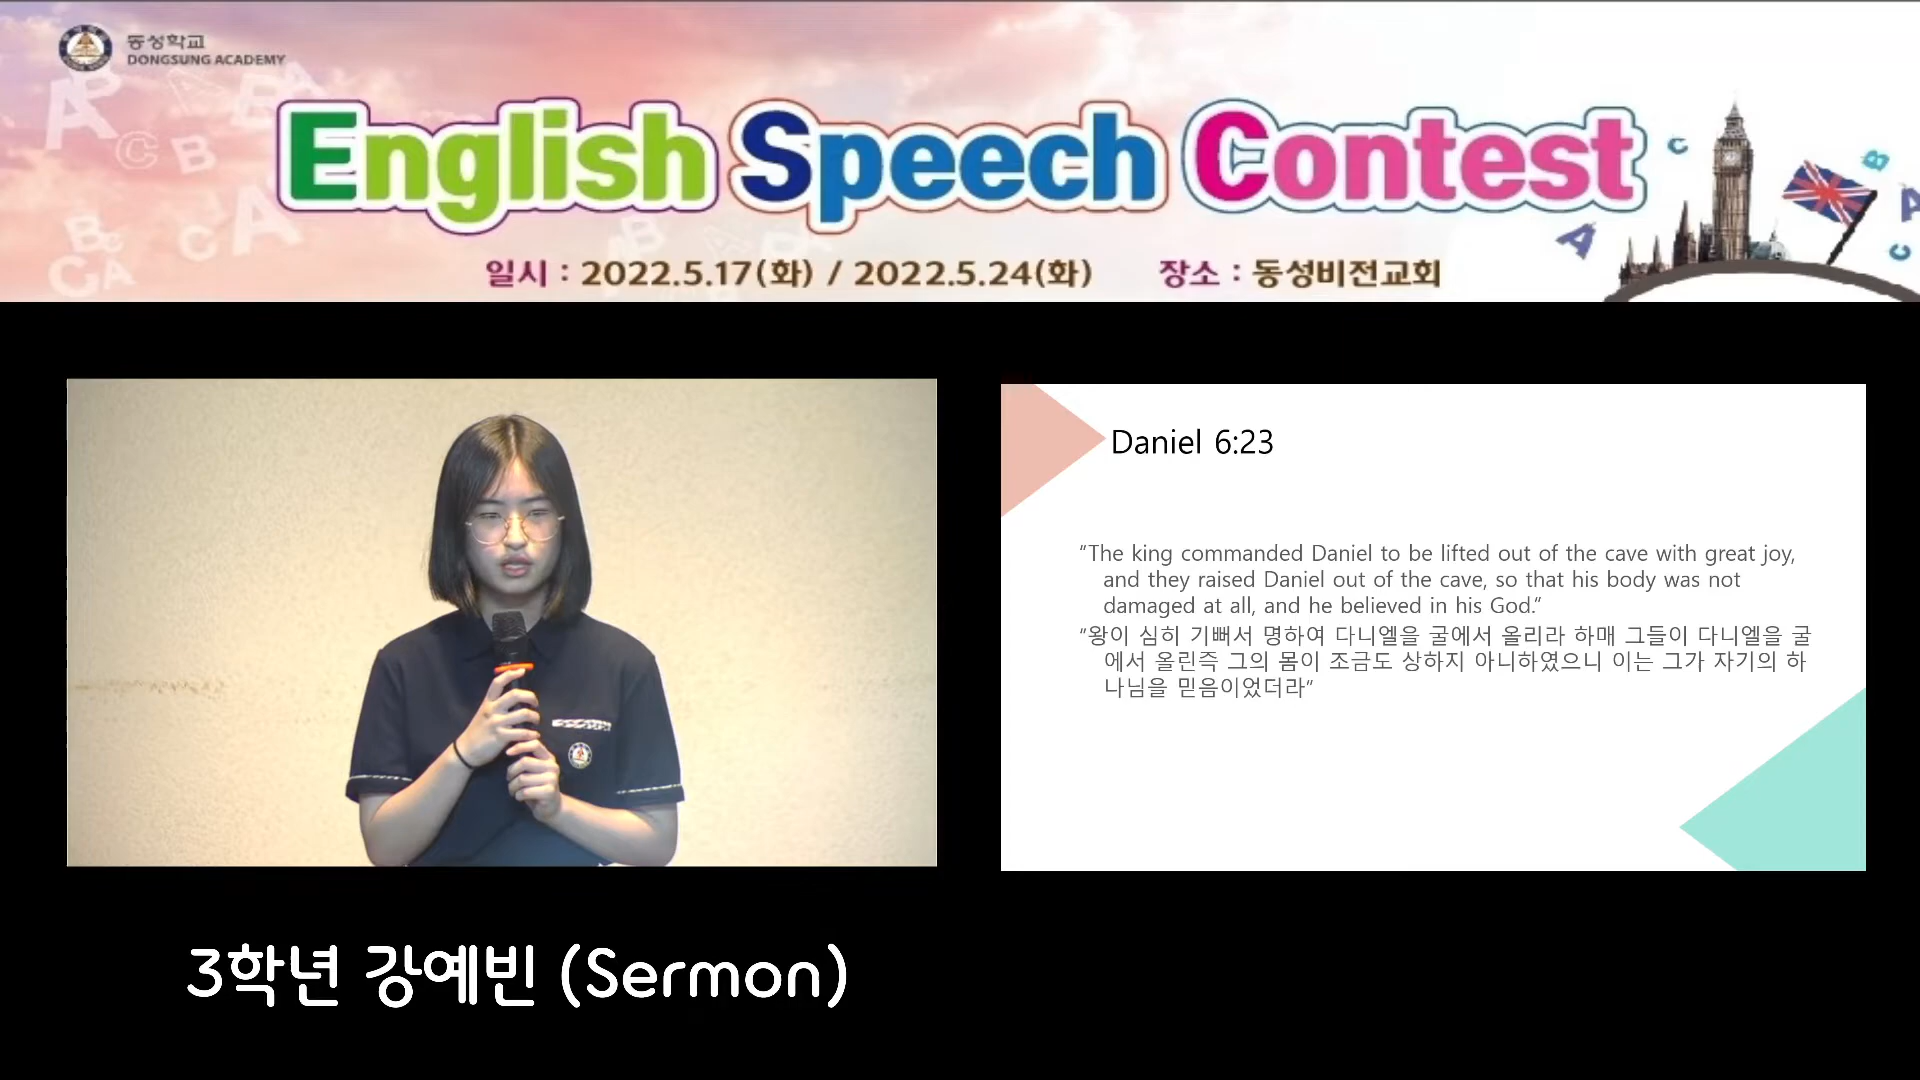 동성학교
DONGSUNG ACADEMY
English Speech Contest
일시 : 2022.5.17(화) / 2022.5.24(화) 장소 : 동성비전교회
Daniel 6:23
"The king commanded Daniel to be lifted out of the cave with great joy,
and they raised Daniel out of the cave, so that his body was not
damaged at all, and he believed in his God."
"왕이 심히 기뻐서 명하여 다니엘을 굴에서 올리라 하매 그들이 다니엘을 굴
에서 올린즉 그의 몸이 조금도 상하지 아니하였으니 이는 그가 자기의 하
나님을 믿음이었더라"
3학년 강예빈 (Sermon)